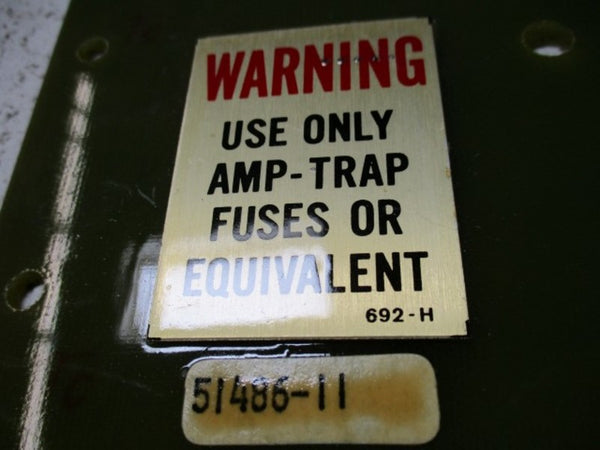 WARNING
USE ONLY
AMP-TRAP
FUSES OR
EQUIVALENT
692-H
51486-11